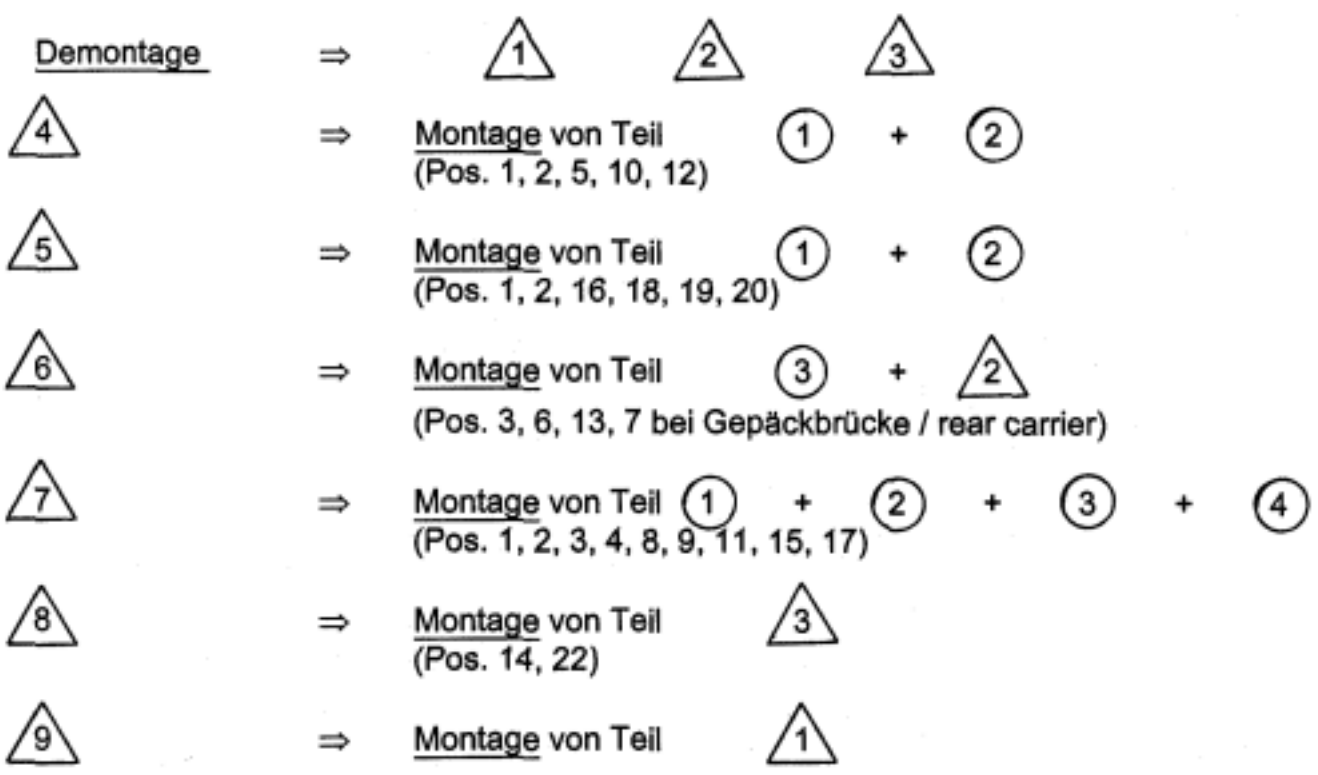 Demontage ⇒ 1 2 3
4 ⇒ Montage von Teil 1 + 2
(Pos. 1, 2, 5, 10, 12)
5 ⇒ Montage von Teil 1 + 2
(Pos. 1, 2, 16, 18, 19, 20)
6 ⇒ Montage von Teil 3 + 2
(Pos. 3, 6, 13, 7 bei Gepäckbrücke / rear carrier)
7 ⇒ Montage von Teil 1 + 2 + 3 + 4
(Pos. 1, 2, 3, 4, 8, 9, 11, 15, 17)
8 ⇒ Montage von Teil 3
(Pos. 14, 22)
9 ⇒ Montage von Teil 1